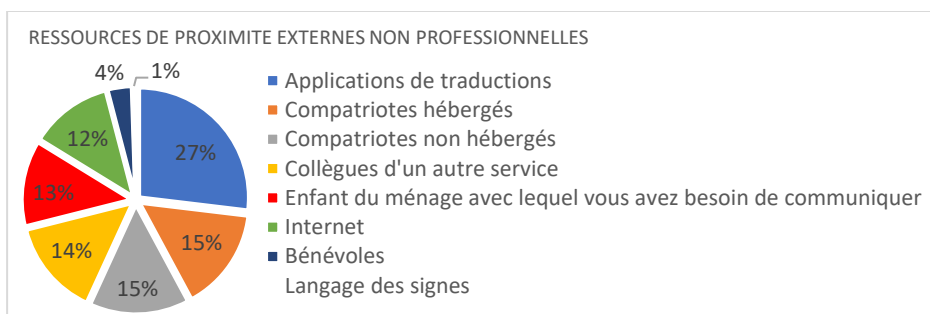 RESSOURCES DE PROXIMITE EXTERNES NON PROFESSIONNELLES
4%
1%
27%
15%
15%
14%
13%
12%
Applications de traductions
Compatriotes hébergés
Compatriotes non hébergés
Collègues d'un autre service
Enfant du ménage avec lequel vous avez besoin de communiquer
Internet
Bénévoles
Langage des signes